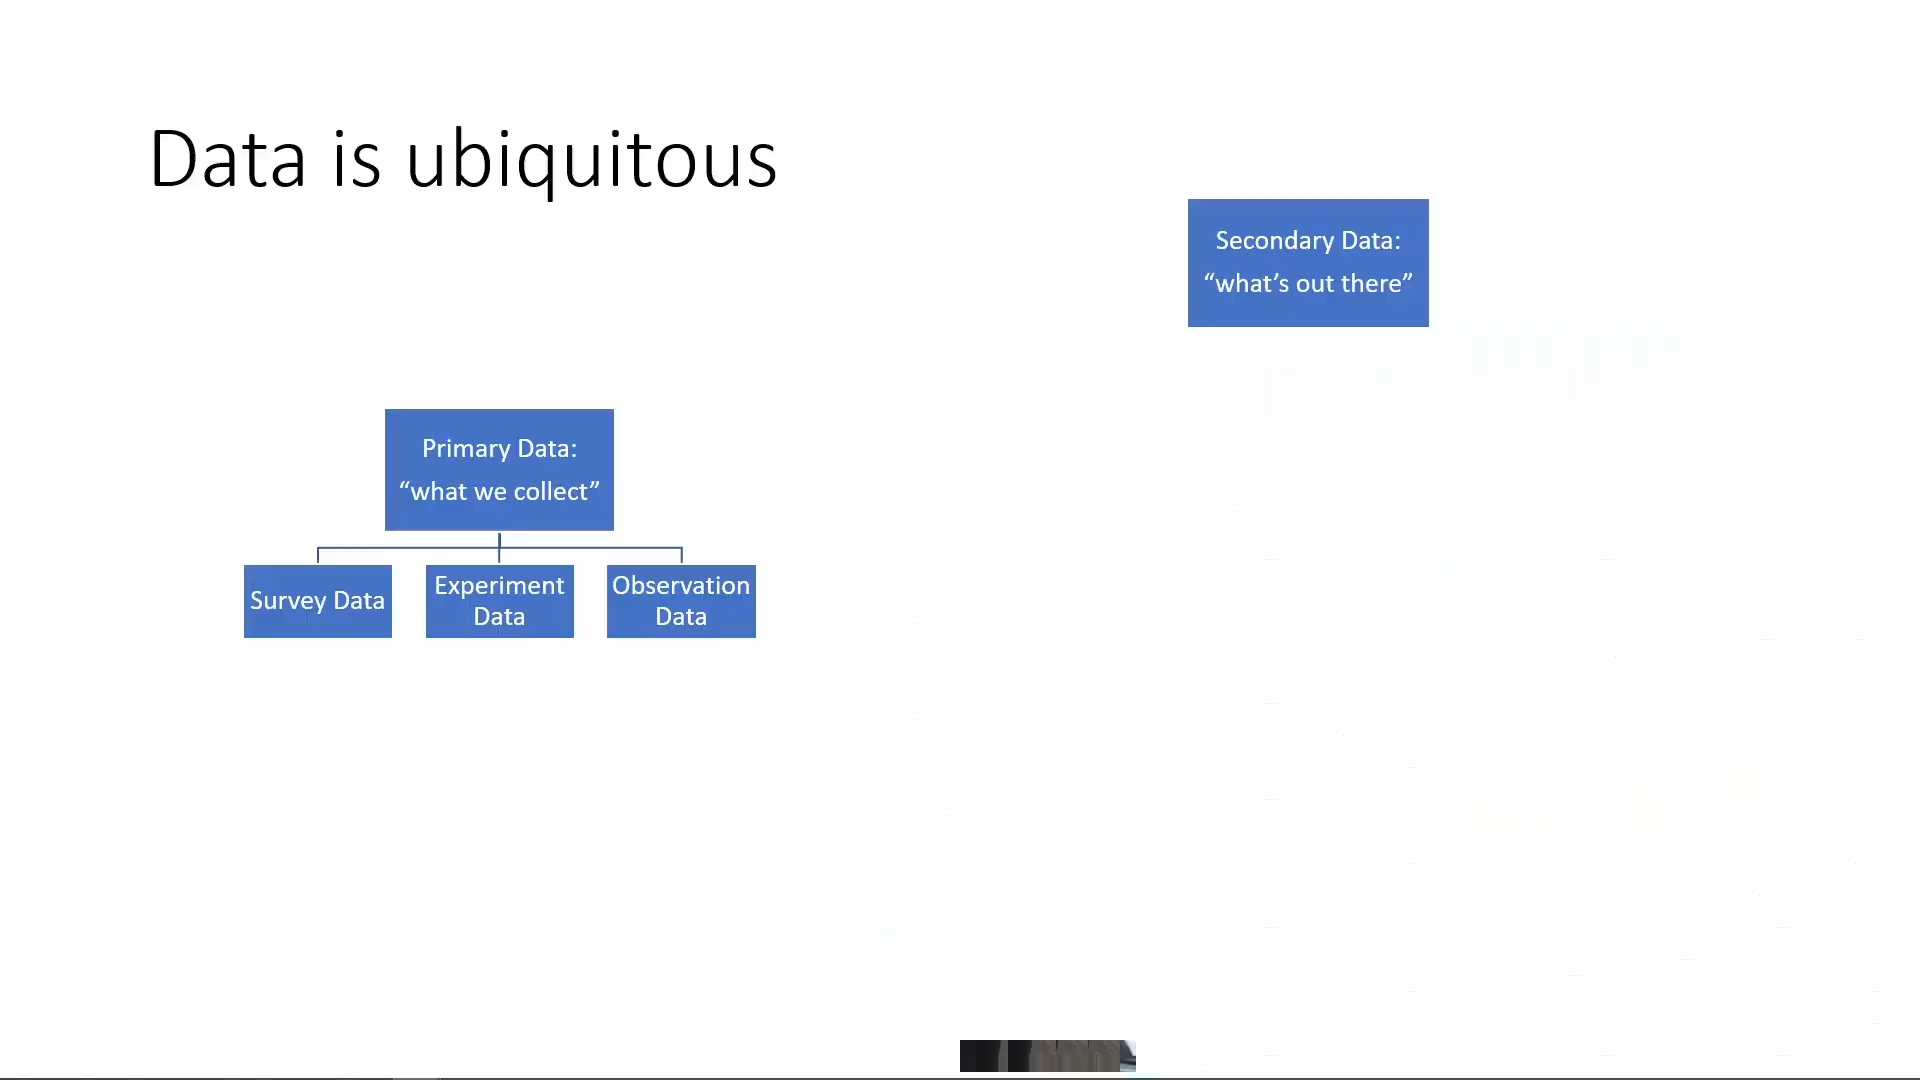 Data is ubiquitous
Secondary Data:
“what’s out there”
Primary Data:
“what we collect”
Survey Data
Experiment
Data
Observation
Data